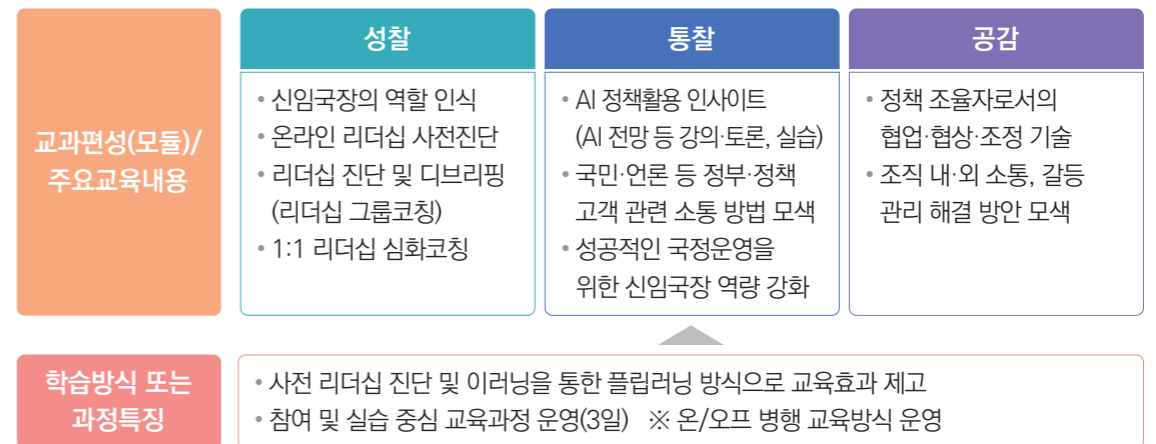 교과편성(모듈)/
주요교육내용
성찰
• 신임국장의 역할 인식
• 온라인 리더십 사전진단
• 리더십 진단 및 디브리핑
(리더십 그룹코칭)
• 1:1 리더십 심화코칭
통찰
• AI 정책활용 인사이트
(AI 전망 등 강의·토론, 실습)
• 국민·언론 등 정부·정책
고객 관련 소통 방법 모색
• 성공적인 국정운영을
위한 신임국장 역량 강화
공감
• 정책 조율자로서의
협업·협상·조정 기술
• 조직 내·외 소통, 갈등
관리 해결 방안 모색
학습방식 또는
과정특징
• 사전 리더십 진단 및 이러닝을 통한 플립러닝 방식으로 교육효과 제고
• 참여 및 실습 중심 교육과정 운영(3일) ※ 온/오프 병행 교육방식 운영